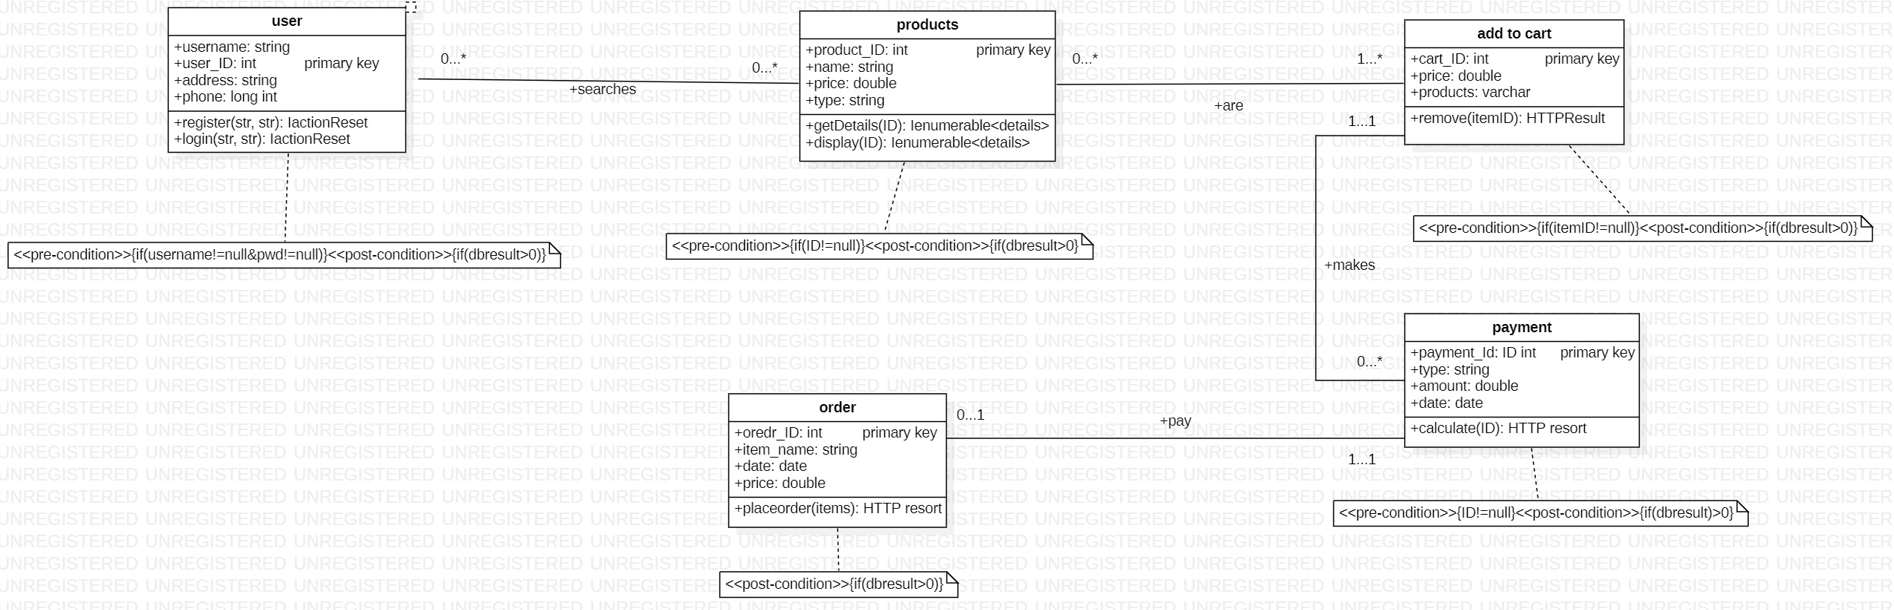 user
+username: string
+user_ID: int primary key
+address: string
+phone: long int
+register(str, str): IactionReset
+login(str, str): IactionReset
<<pre-condition>>{if(username!=null&pwd!=null)}<<post-condition>>{if(dbresult>0)}
0...*
+searches
0...*
products
+product_ID: int primary key
+name: string
+price: double
+type: string
+getDetails(ID): Ienumerable<details>
+display(ID): Ienumerable<details>
<<pre-condition>>{if(ID!=null)}<<post-condition>>{if(dbresult>0}
0...*
+are
1...*
add to cart
+cart_ID: int primary key
+price: double
+products: varchar
+remove(itemID): HTTPResult
<<pre-condition>>{if(itemID!=null)}<<post-condition>>{if(dbresult>0)}
1...1
+makes
0...*
payment
+payment_Id: ID int primary key
+type: string
+amount: double
+date: date
+calculate(ID): HTTP resort
<<pre-condition>>{ID!=null}<<post-condition>>{if(dbresult)>0}
order
+oredr_ID: int primary key
+item_name: string
+date: date
+price: double
+placeorder(items): HTTP resort
<<post-condition>>{if(dbresult>0)}
0...1
+pay
1...1
UNREGISTERED